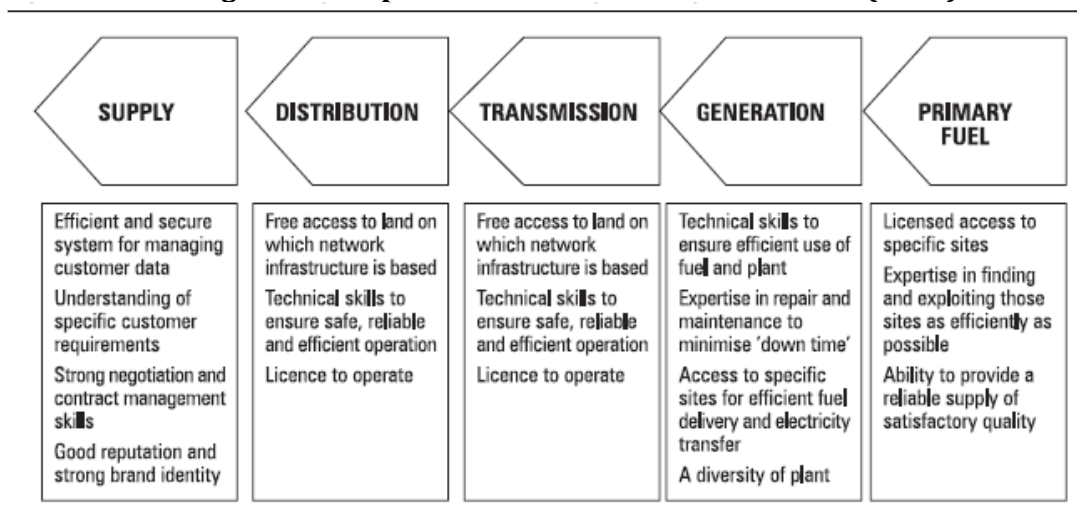 SUPPLY
DISTRIBUTION
TRANSMISSION
GENERATION
PRIMARY
FUEL
Efficient and secure
system for managing
customer data
Understanding of
specific customer
requirements
Strong negotiation and
contract management
skills
Good reputation and
strong brand identity
Free access to land on
which network
infrastructure is based
Technical skills to
ensure safe, reliable
and efficient operation
Licence to operate
Free access to land on
which network
infrastructure is based
Technical skills to
ensure safe, reliable
and efficient operation
Licence to operate
Technical skills to
ensure efficient use of
fuel and plant
Expertise in repair and
maintenance to
minimise 'down time'
Access to specific
sites for efficient fuel
delivery and electricity
transfer
A diversity of plant
Licensed access to
specific sites
Expertise in finding
and exploiting those
sites as efficiently as
possible
Ability to provide a
reliable supply of
satisfactory quality